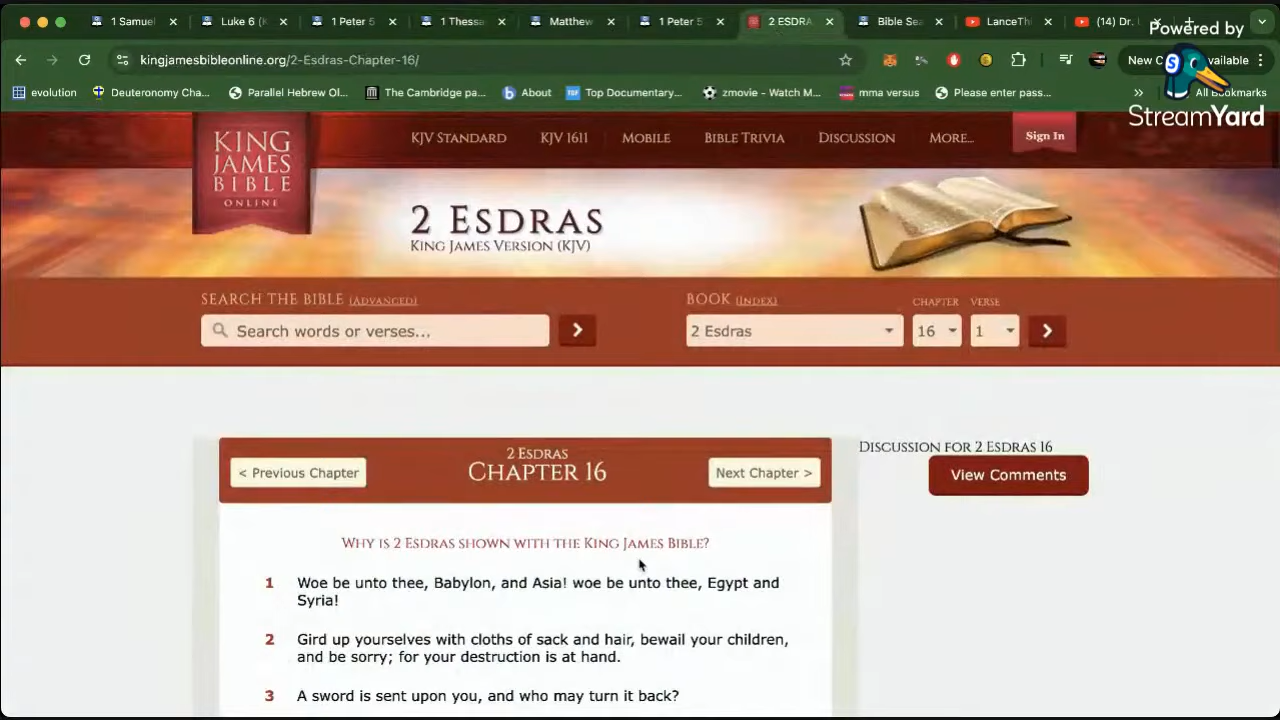 1 Samuel
Luke 6 (K
1 Peter 5
1 Thessa
Matthew
1 Peter 5
2 ESDRA
Bible Sea
LanceThi
(14) Dr.
Powered by
kingjamesbibleonline.org/2-Esdras-Chapter-16/
New C
vailable
evolution
Deuteronomy Cha...
Parallel Hebrew Ol...
The Cambridge pa...
About
Top Documentary...
zmovie - Watch M...
mma versus
Please enter pass...
»
All Bookmarks
StreamYard
KING
JAMES
BIBLE
ONLINE
KJV STANDARD
KJV 1611
MOBILE
BIBLE TRIVIA
DISCUSSION
MORE...
Sign In
2 ESDRAS
KING JAMES VERSION (KJV)
SEARCH THE BIBLE (ADVANCED)
BOOK (INDEX)
CHAPTER
VERSE
Search words or verses...
2 Esdras
16
1
2 ESDRAS
CHAPTER 16
< Previous Chapter
Next Chapter >
DISCUSSION FOR 2 ESDRAS 16
View Comments
WHY IS 2 ESDRAS SHOWN WITH THE KING JAMES BIBLE?
1 Woe be unto thee, Babylon, and Asia! woe be unto thee, Egypt and
Syria!
2 Gird up yourselves with cloths of sack and hair, bewail your children,
and be sorry; for your destruction is at hand.
3 A sword is sent upon you, and who may turn it back?